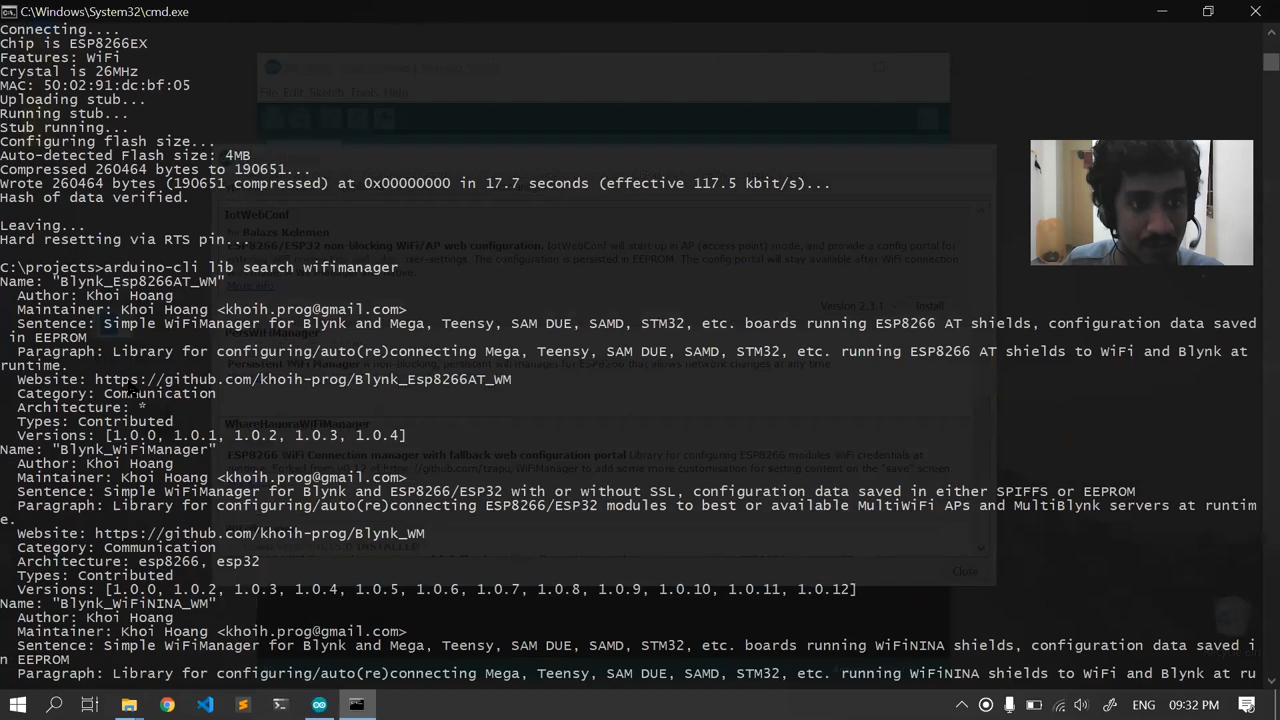 C:\Windows\System32\cmd.exe
Connecting....
Chip is ESP8266EX
Features: WiFi
Crystal is 26MHz
MAC: 50:02:91:dc:bf:05
Uploading stub...
Running stub...
Stub running...
Configuring flash size...
Auto-detected Flash size: 4MB
Compressed 260464 bytes to 190651...
Wrote 260464 bytes (190651 compressed) at 0x00000000 in 17.7 seconds (effective 117.5 kbit/s)...
Hash of data verified.
Leaving...
Hard resetting via RTS pin...
C:\projects>arduino-cli lib search wifimanager
Name: "Blynk_Esp8266AT_WM"
Author: Khoi Hoang
Maintainer: Khoi Hoang <khoih.prog@gmail.com>
Sentence: Simple WiFiManager for Blynk and Mega, Teensy, SAM DUE, SAMD, STM32, etc. boards running ESP8266 AT shields, configuration data saved
in EEPROM
Paragraph: Library for configuring/auto(re)connecting Mega, Teensy, SAM DUE, SAMD, STM32, etc. running ESP8266 AT shields to WiFi and Blynk at
runtime.
Website: https://github.com/khoih-prog/Blynk_Esp8266AT_WM
Category: Communication
Architecture: *
Types: Contributed
Versions: [1.0.0, 1.0.1, 1.0.2, 1.0.3, 1.0.4]
Name: "Blynk_WiFiManager"
Author: Khoi Hoang
Maintainer: Khoi Hoang <khoih.prog@gmail.com>
Sentence: Simple WiFiManager for Blynk and ESP8266/ESP32 with or without SSL, configuration data saved in either SPIFFS or EEPROM
Paragraph: Library for configuring/auto(re)connecting ESP8266/ESP32 modules to best or available MultiWiFi APs and MultiBlynk servers at runtim
e.
Website: https://github.com/khoih-prog/Blynk_WM
Category: Communication
Architecture: esp8266, esp32
Types: Contributed
Versions: [1.0.0, 1.0.2, 1.0.3, 1.0.4, 1.0.5, 1.0.6, 1.0.7, 1.0.8, 1.0.9, 1.0.10, 1.0.11, 1.0.12]
Name: "Blynk_WiFiNINA_WM"
Author: Khoi Hoang
Maintainer: Khoi Hoang <khoih.prog@gmail.com>
Sentence: Simple WiFiManager for Blynk and Mega, Teensy, SAM DUE, SAMD, STM32, etc. boards running WiFiNINA shields, configuration data saved i
n EEPROM
Paragraph: Library for configuring/auto(re)connecting Mega, Teensy, SAM DUE, SAMD, STM32, etc. running WiFiNINA shields to WiFi and Blynk at ru
File Edit Sketch Tools Help
IotWebConf
by Balazs Kelemen
ESP8266/ESP32 non-blocking WiFi/AP web configuration.
More info
Version 2.3.1
Install
WhareHauoraWiFiManager
ESP8266 WiFi Connection manager with fallback web configuration portal Library for configuring ESP8266 modules WiFi credentials at
Close
ENG
09:32 PM